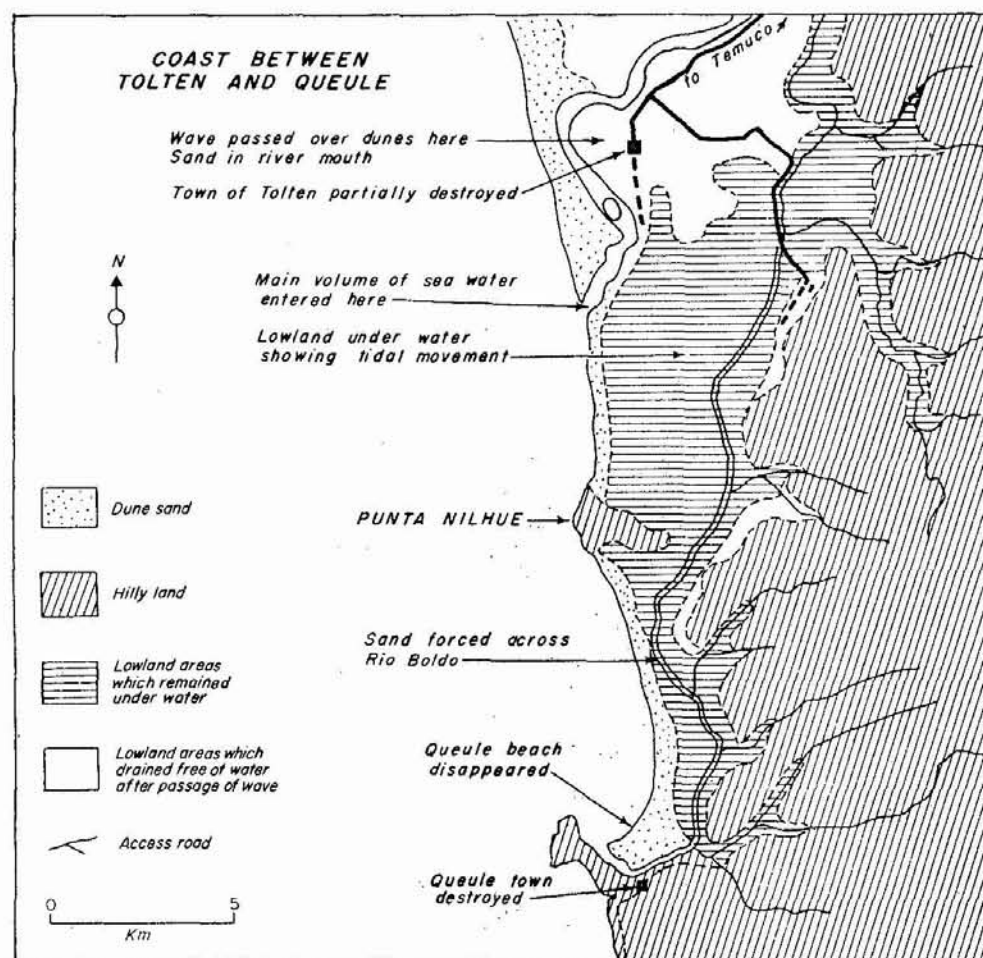 COAST BETWEEN
TOLTEN AND QUEULE
to Temuco
Wave passed over dunes here
Sand in river mouth
Town of Tolten partially destroyed
N
Main volume of sea water
entered here
Lowland under water
showing tidal movement
Dune sand
PUNTA NILHUE
Hilly land
Sand forced across
Rio Boldo
Lowland areas
which remained
under water
Queule beach
disappeared
Lowland areas which
drained free of water
after passage of wave
Access road
Queule town
destroyed
0 5
Km